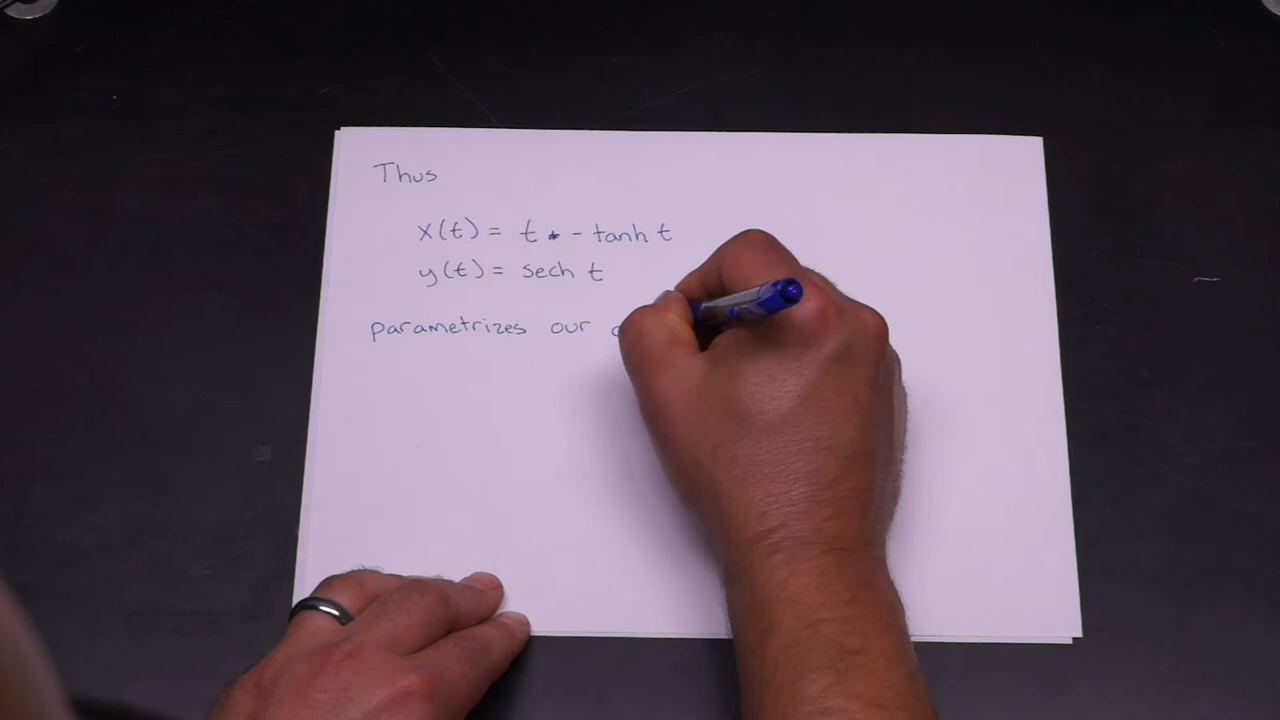 Thus
x(t) = t - tanh t
y(t) = sech t
parametrizes our